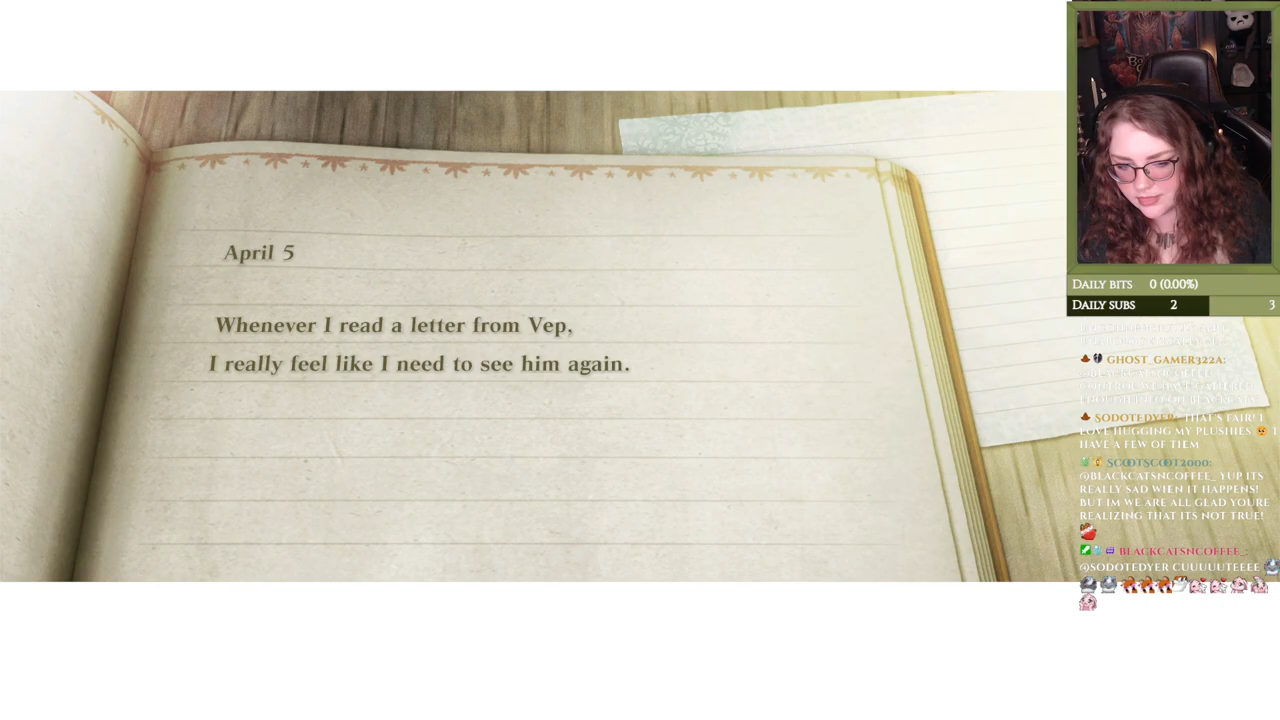 April 5
Whenever I read a letter from Vep,
I really feel like I need to see him again.
DAILY BITS 0 (0.00%)
DAILY SUBS 2 3
GHOST_GAMER322A:
SODOTEDYER: THAT'S FAIR! I
LOVE HUGGING MY PLUSHIES I
HAVE A FEW OF THEM
SCOOTSCOOT2000:
@BLACKCATSNCOFFEE_ YUP ITS
REALLY SAD WHEN IT HAPPENS!
BUT IM WE ARE ALL GLAD YOURE
REALIZING THAT ITS NOT TRUE!
BLACKCATSNCOFFEE_:
@SODOTEDYER CUUUUUTEEEE